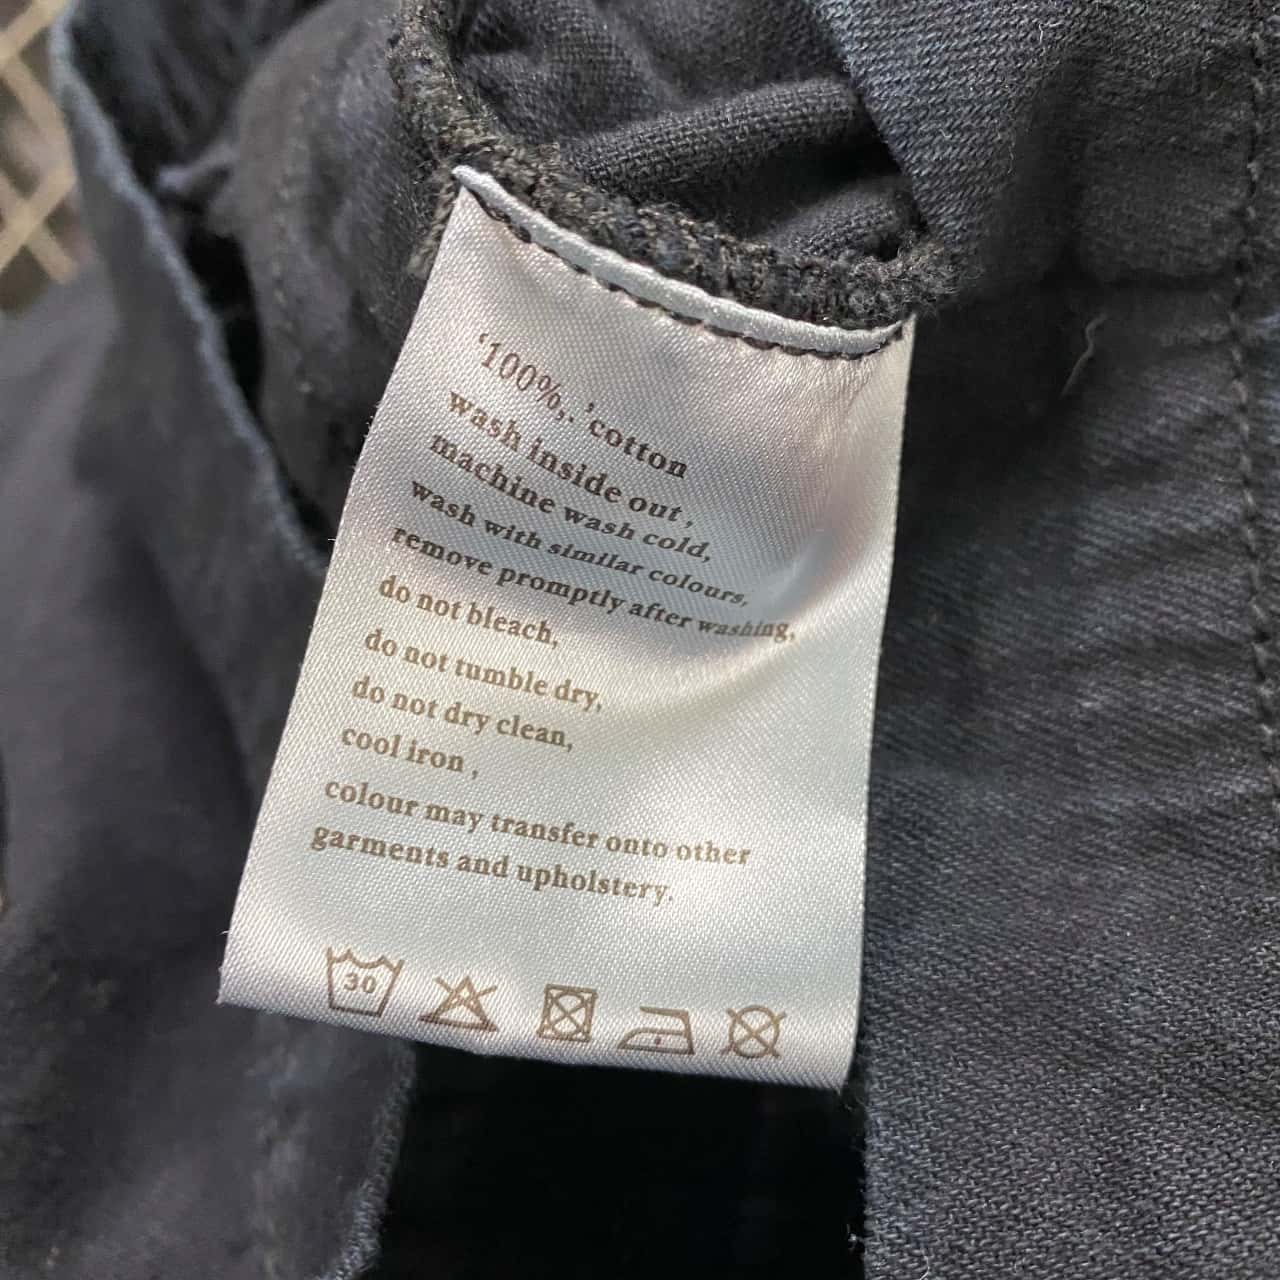 ‘100%,.’cotton
wash inside out ,
machine wash cold,
wash with similar colours,
remove promptly after washing,
do not bleach,
do not tumble dry,
do not dry clean,
cool iron ,
colour may transfer onto other
garments and upholstery.
30